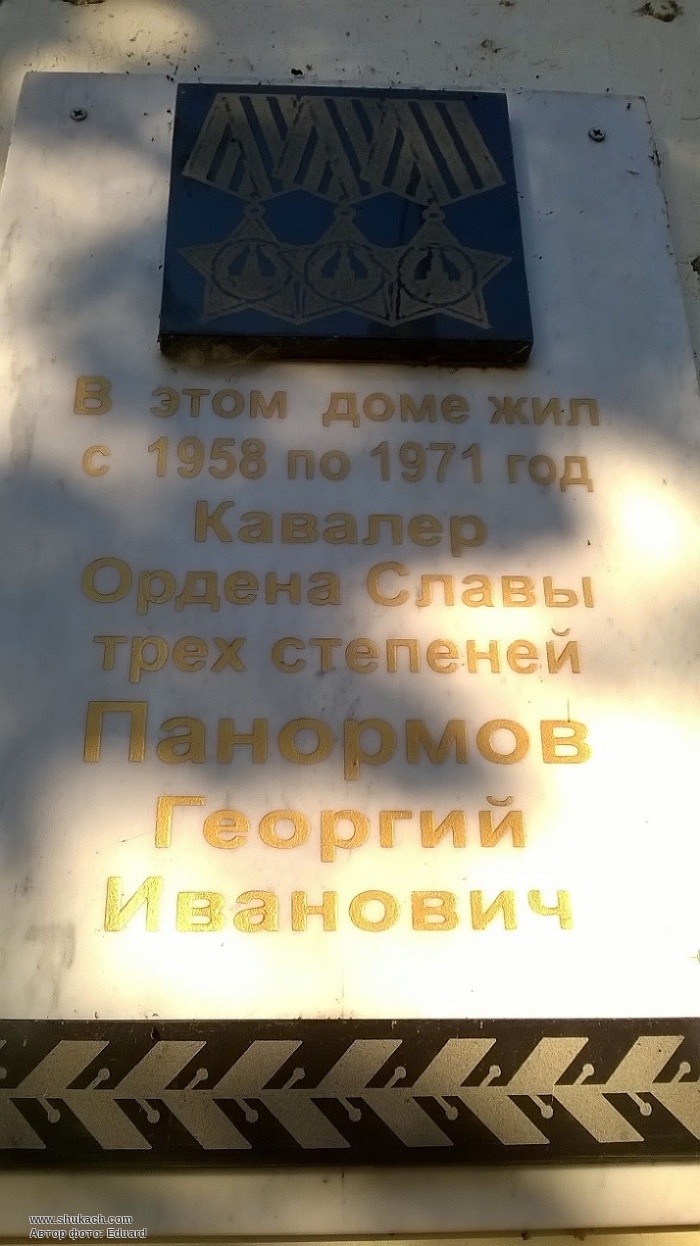 В этом доме жил
с 1958 по 1971 год
Кавалер
Ордена Славы
трех степеней
Панормов
Георгий
Иванович
www.shukach.com
Автор фото: Eduard